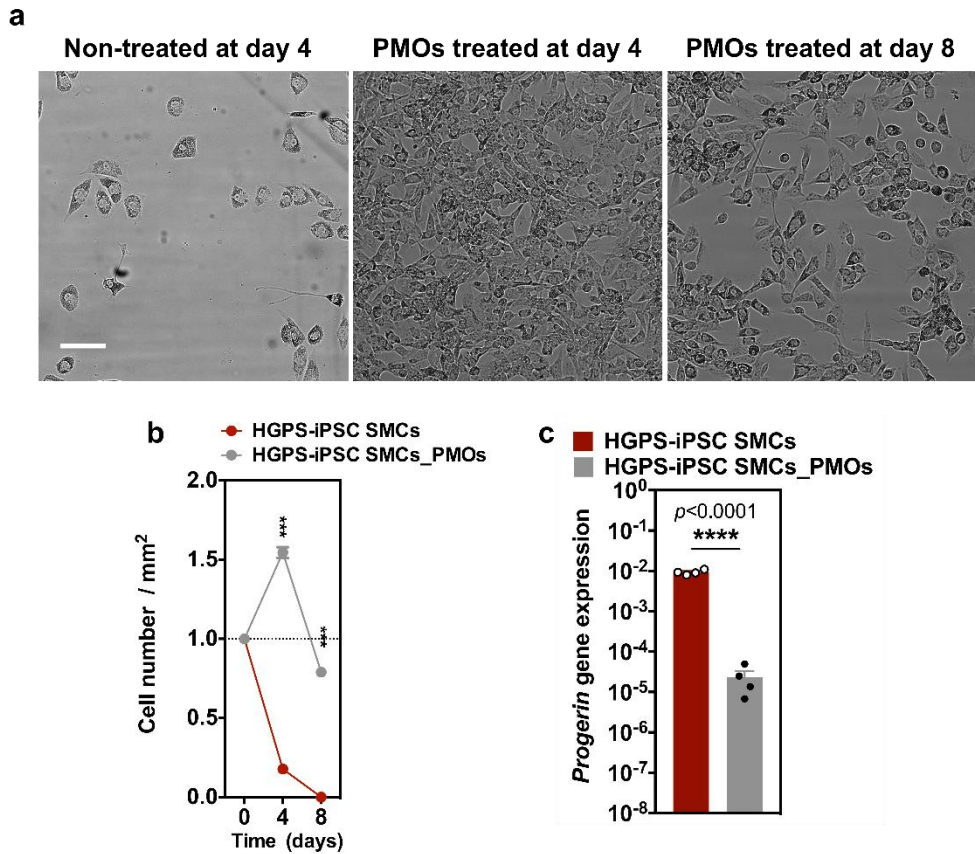 a
Non-treated at day 4
PMOs treated at day 4
PMOs treated at day 8
b
HGPS-iPSC SMCs
HGPS-iPSC SMCs_PMOs
2.0
1.5
1.0
0.5
0.0
Cell number / mm²
***
***
0 4 8
Time (days)
c
HGPS-iPSC SMCs
HGPS-iPSC SMCs_PMOs
10⁰
10⁻¹
10⁻²
10⁻³
10⁻⁴
10⁻⁵
10⁻⁶
10⁻⁷
10⁻⁸
Progerin gene expression
p<0.0001
****